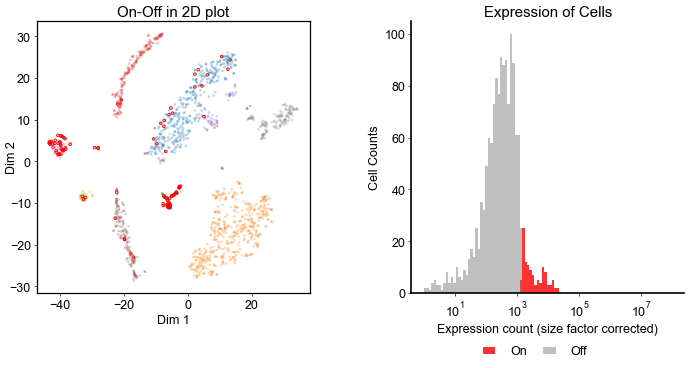 On-Off in 2D plot
30
20
10
0
−10
−20
−30
Dim 2
−40
−20
0
20
Dim 1
Expression of Cells
100
80
60
40
20
0
Cell Counts
10^1
10^3
10^5
10^7
Expression count (size factor corrected)
On
Off